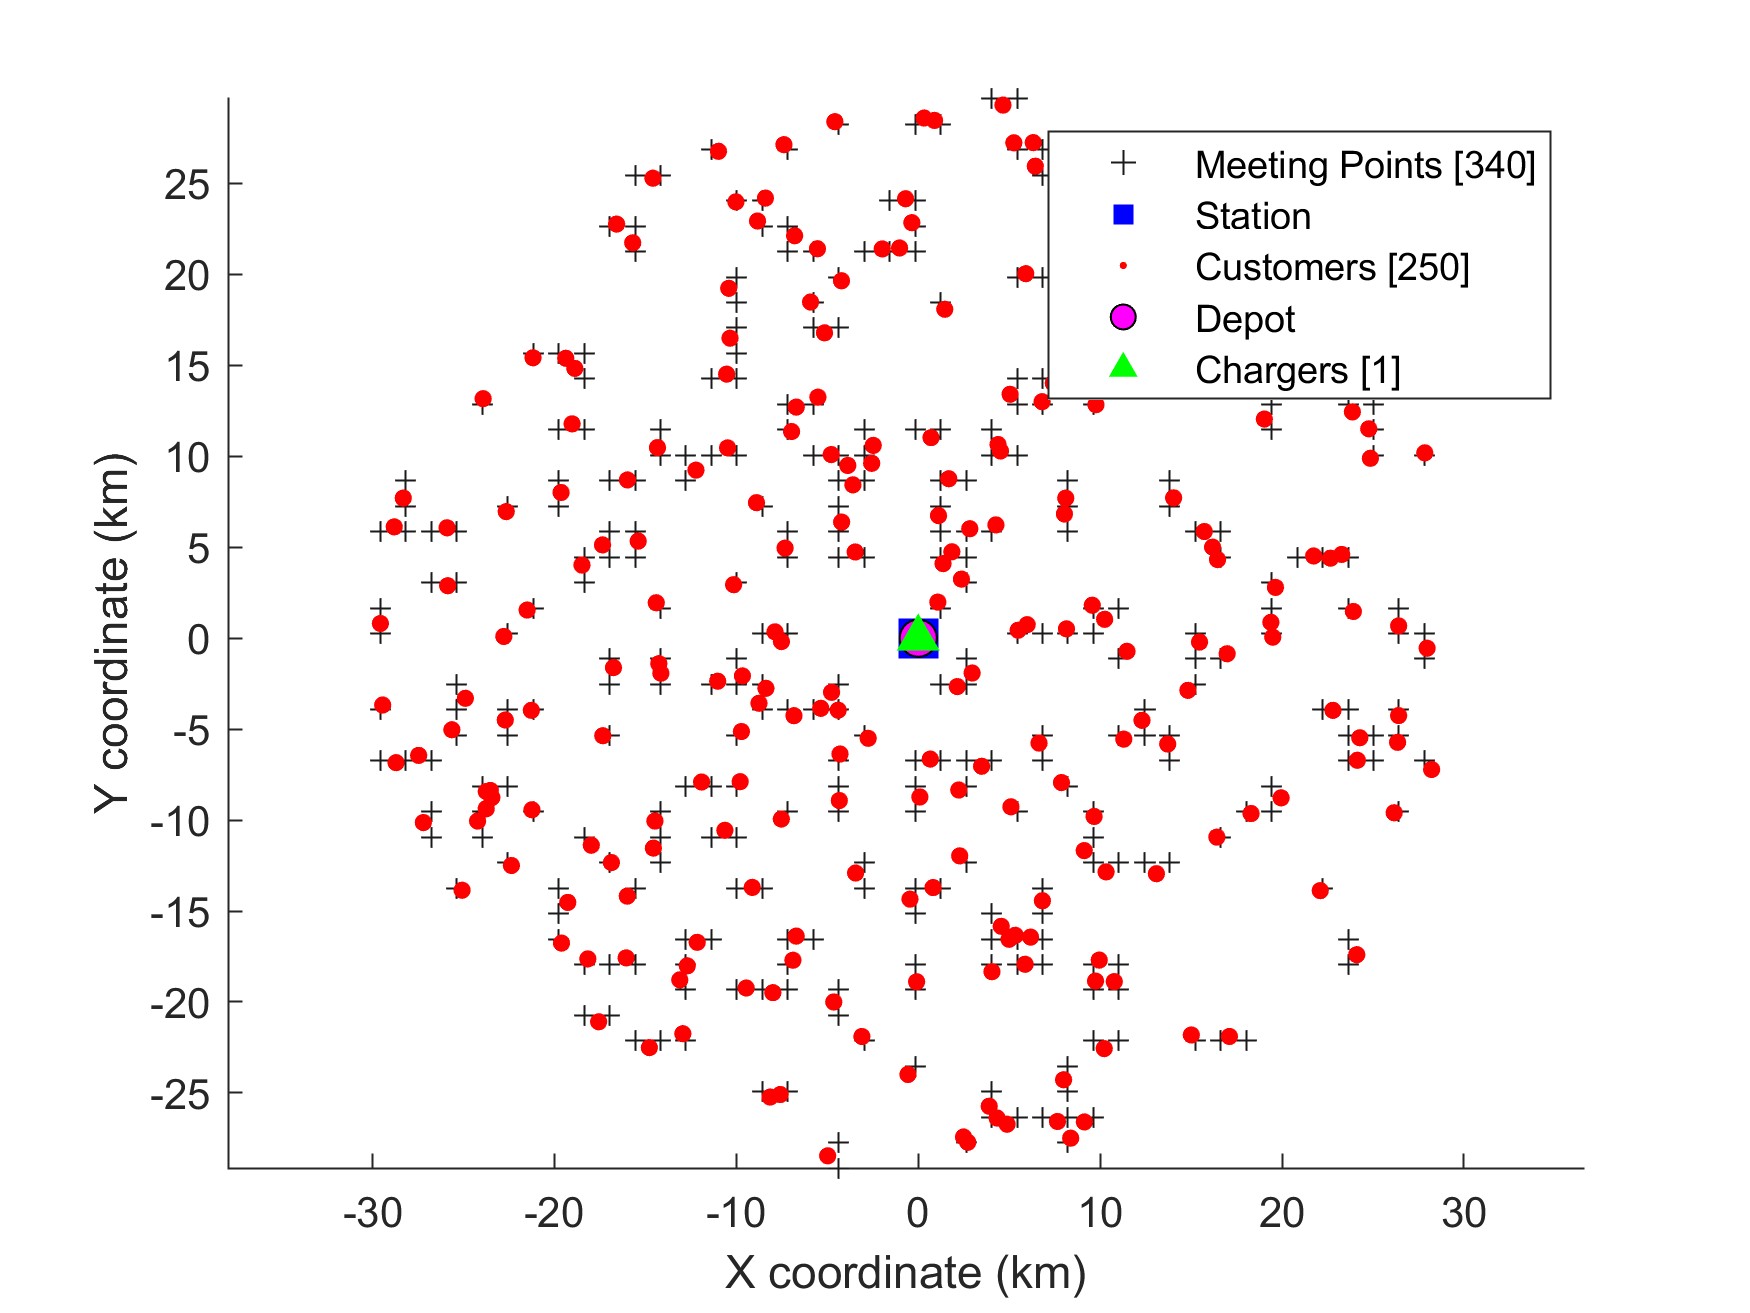 Meeting Points [340]
Station
Customers [250]
Depot
Chargers [1]
25
20
15
10
5
0
-5
-10
-15
-20
-25
Y coordinate (km)
-30 -20 -10 0 10 20 30
X coordinate (km)